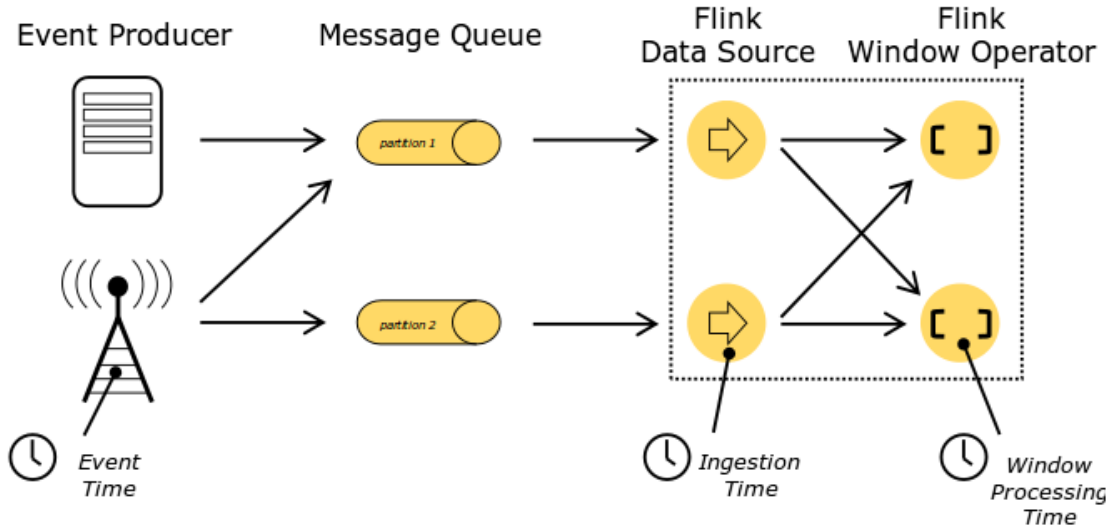 Event Producer
Message Queue
Flink
Data Source
Flink
Window Operator
partition 1
partition 2
Event
Time
Ingestion
Time
Window
Processing
Time